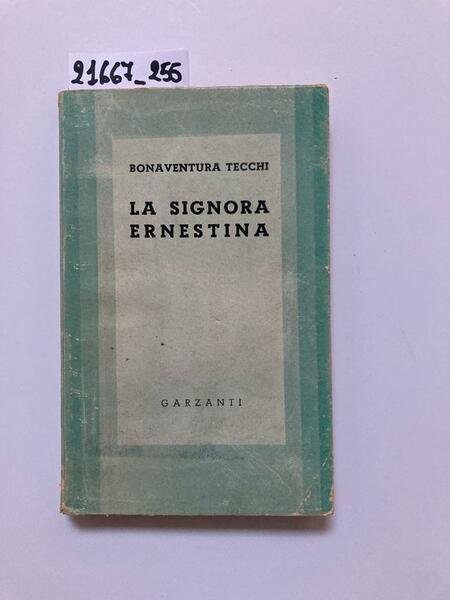 21667_255
BONAVENTURA TECCHI
LA SIGNORA
ERNESTINA
GARZANTI